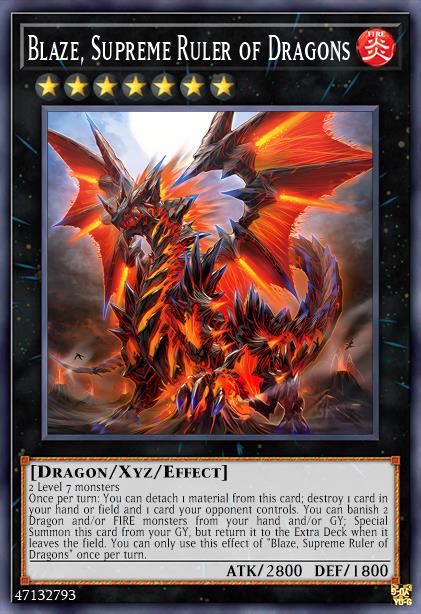 BLAZE, SUPREME RULER OF DRAGONS
FIRE
炎
[DRAGON/XYZ/EFFECT]
2 Level 7 monsters
Once per turn: You can detach 1 material from this card; destroy 1 card in
your hand or field and 1 card your opponent controls. You can banish 2
Dragon and/or FIRE monsters from your hand and/or GY; Special
Summon this card from your GY, but return it to the Extra Deck when it
leaves the field. You can only use this effect of "Blaze, Supreme Ruler of
Dragons" once per turn.
ATK/2800 DEF/1800
47132793